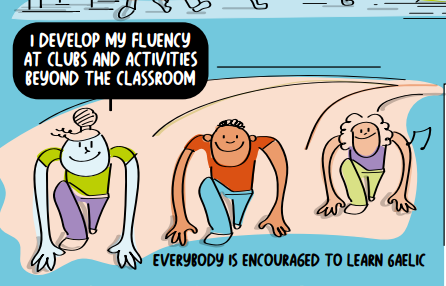 I DEVELOP MY FLUENCY
AT CLUBS AND ACTIVITIES
BEYOND THE CLASSROOM
EVERYBODY IS ENCOURAGED TO LEARN GAELIC